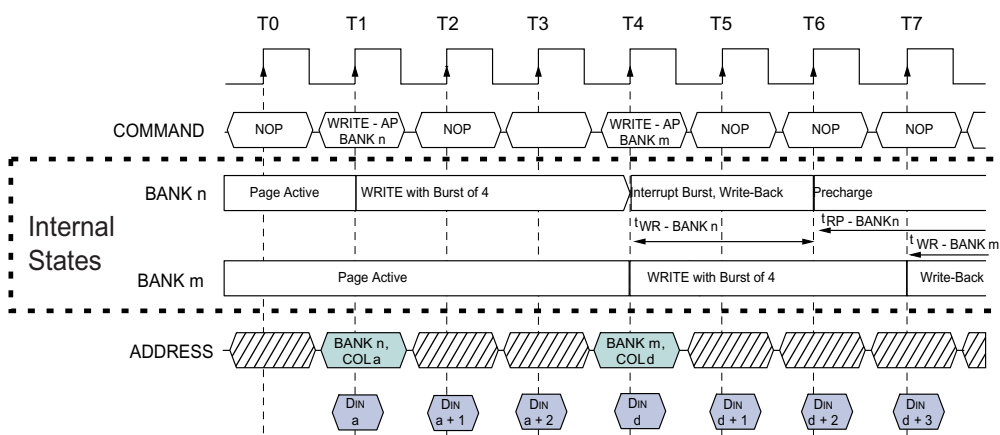 T0 T1 T2 T3 T4 T5 T6 T7
COMMAND NOP WRITE - AP BANK n NOP WRITE - AP BANK m NOP NOP NOP
Internal States
BANK n Page Active WRITE with Burst of 4 Interrupt Burst, Write-Back Precharge
tWR - BANK n tRP - BANKn
t WR - BANK m
BANK m Page Active WRITE with Burst of 4 Write-Back
ADDRESS BANK n, COL a BANK m, COL d
DIN a DIN a + 1 DIN a + 2 DIN d DIN d + 1 DIN d + 2 DIN d + 3